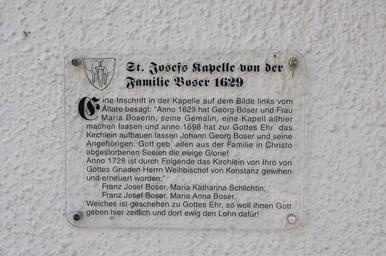 St. Josefs Kapelle von der
Familie Boser 1629
Eine Inschrift in der Kapelle auf dem Bilde links vom
Altare besagt: "Anno 1629 hat Georg Boser und Frau
Maria Boserin, seine Gemalin, eine Kapell allhier
machen lassen und anno 1698 hat zur Gottes Ehr das
Kirchlein aufbauen lassen Johann Georg Boser und seine
Angehörigen. Gott geb' allen aus der Familie in Christo
abgestorbenen Seelen die ewige Glorie!
Anno 1728 ist durch Folgende das Kirchlein von Ihro von
Gottes Gnaden Herrn Weihbischof von Konstanz gewihen
und erneuert worden;"
Franz Josef Boser, Maria Katharina Schlichtin,
Franz Josef Boser, Maria Anna Boser.
Welches ist geschehen zu Gottes Ehr, so woll ihnen Gott
geben hier zeitlich und dort ewig den Lohn dafür!